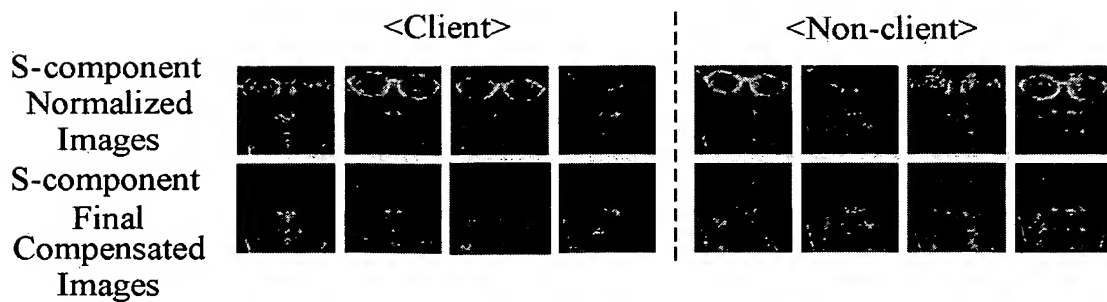 <Client>
<Non-client>
S-component
Normalized
Images
S-component
Final
Compensated
Images